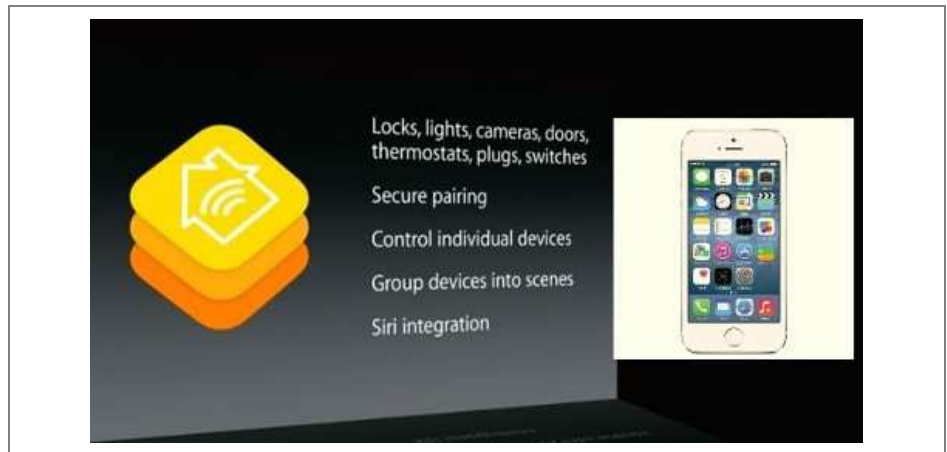 Locks, lights, cameras, doors,
thermostats, plugs, switches
Secure pairing
Control individual devices
Group devices into scenes
Siri integration